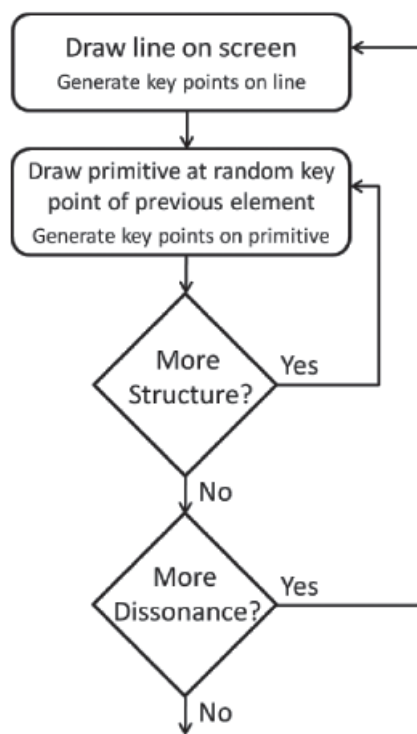 Draw line on screen
Generate key points on line
Draw primitive at random key
point of previous element
Generate key points on primitive
More
Structure?
Yes
No
More
Dissonance?
Yes
No